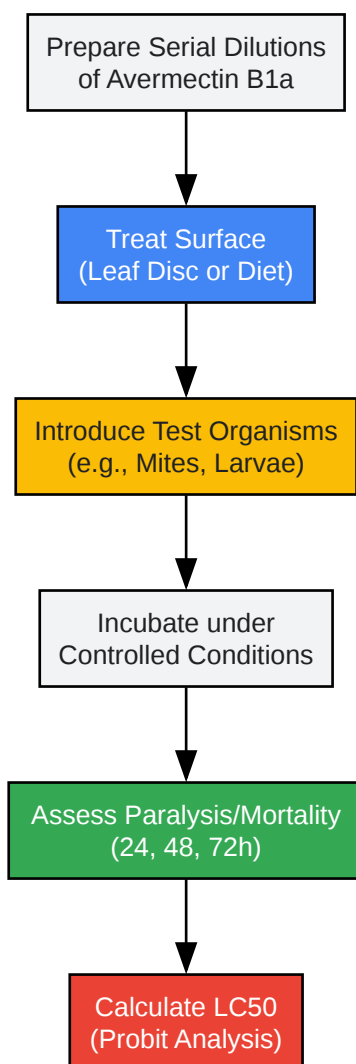 Prepare Serial Dilutions
of Avermectin B1a
Treat Surface
(Leaf Disc or Diet)
Introduce Test Organisms
(e.g., Mites, Larvae)
Incubate under
Controlled Conditions
Assess Paralysis/Mortality
(24, 48, 72h)
Calculate LC50
(Probit Analysis)